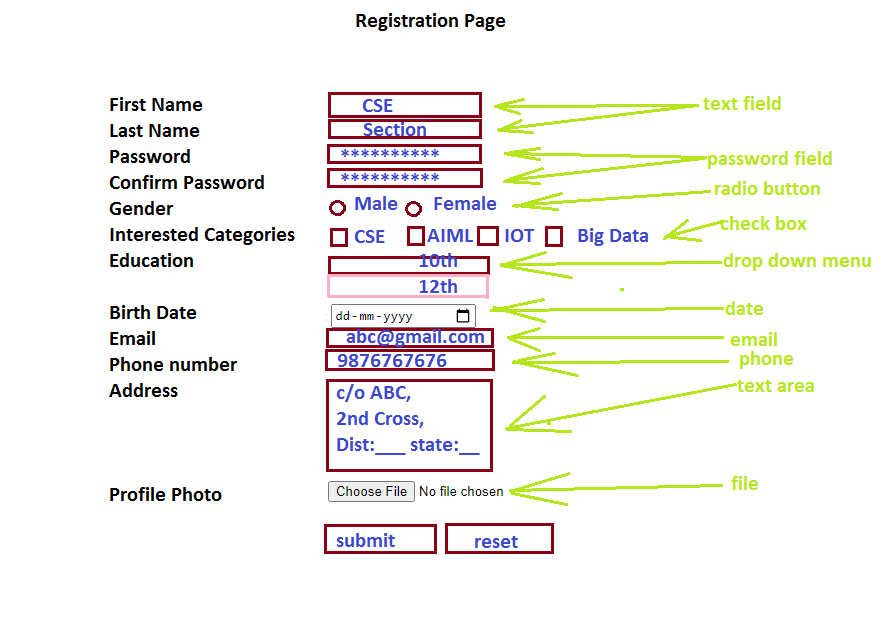 Registration Page
First Name CSE text field
Last Name Section
Password ********** password field
Confirm Password **********
Gender Male Female radio button
Interested Categories CSE AIML IOT Big Data check box
Education 10th drop down menu
12th
Birth Date dd-mm-yyyy date
Email abc@gmail.com email
Phone number 9876767676 phone
Address c/o ABC, text area
2nd Cross,
Dist:___ state:__
Profile Photo Choose File No file chosen file
submit reset